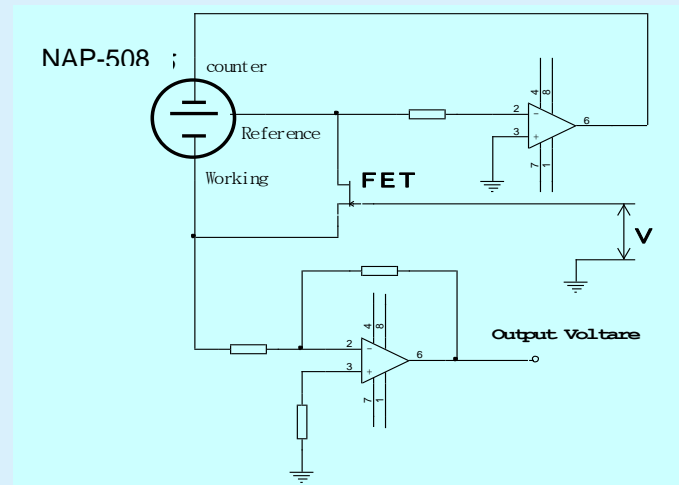 NAP-508
counter
Reference
Working
FET
V
4
8
2
−
3
+
6
7
1
4
8
2
−
3
+
6
7
1
Output Voltare